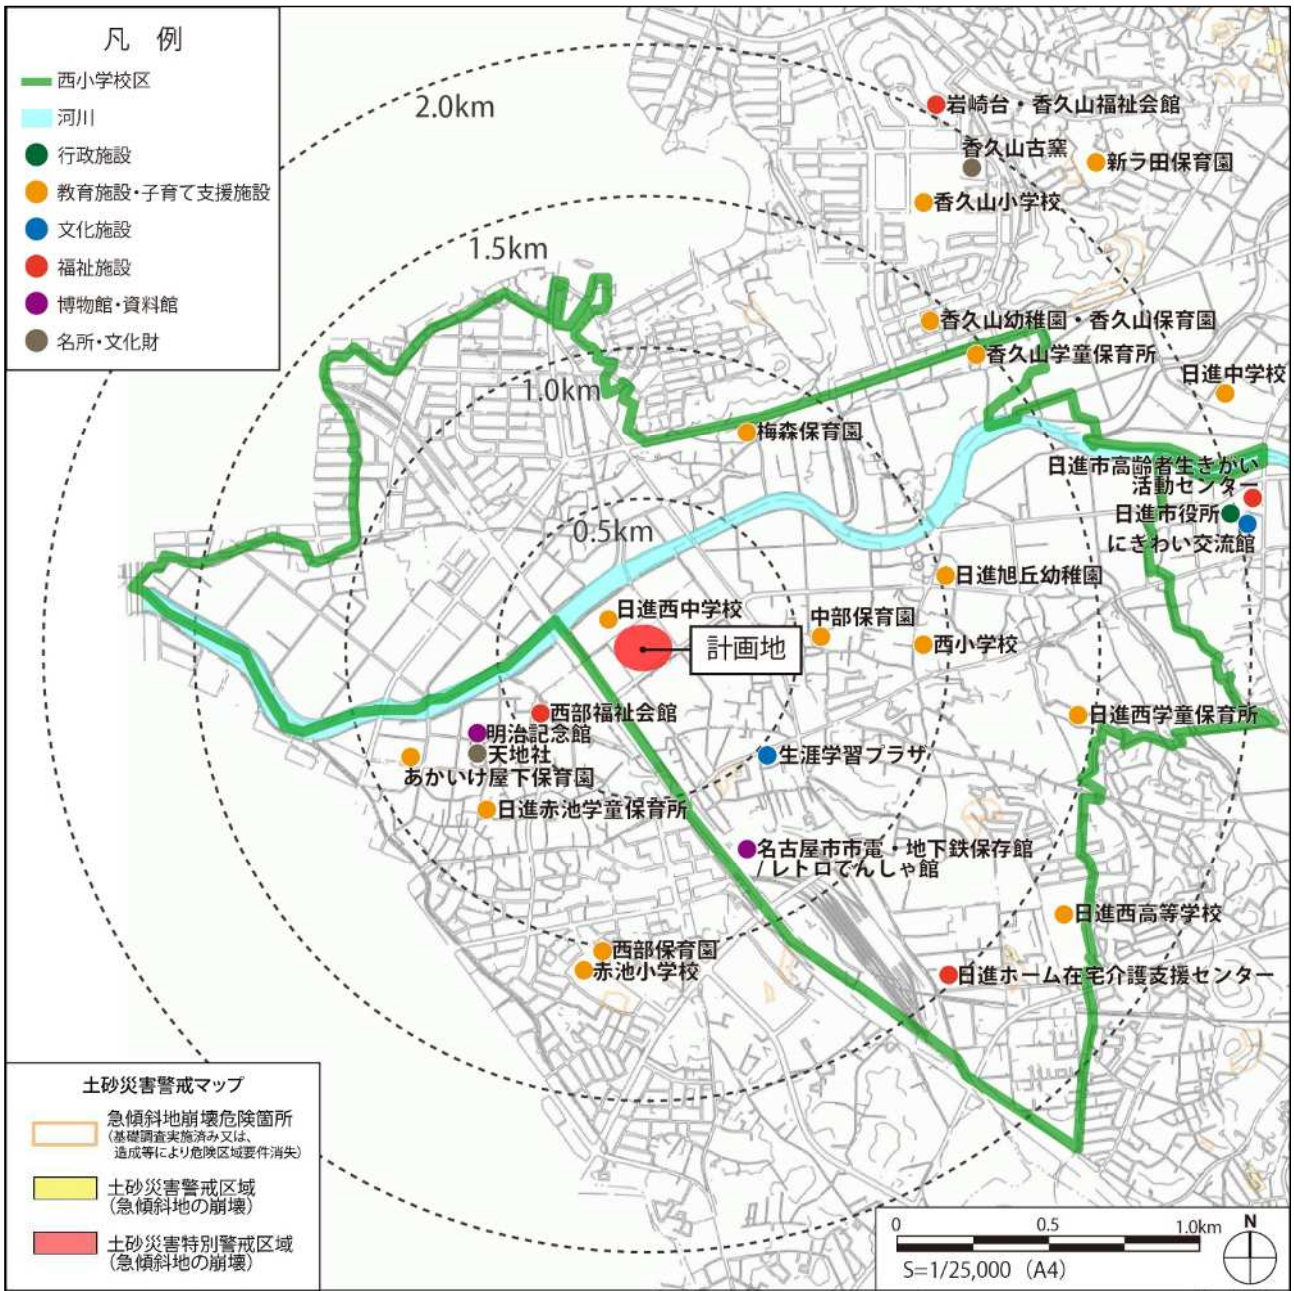 凡 例
西小学校区
河川
行政施設
教育施設・子育て支援施設
文化施設
福祉施設
博物館・資料館
名所・文化財
2.0km
1.5km
1.0km
0.5km
岩崎台・香久山福祉会館
香久山古窯
新ラ田保育園
香久山小学校
香久山幼稚園・香久山保育園
香久山学童保育所
日進中学校
梅森保育園
日進市高齢者生きがい
活動センター
日進市役所
にぎわい交流館
日進旭丘幼稚園
日進西中学校
中部保育園
西小学校
計画地
西部福祉会館
日進西学童保育所
明治記念館
天地社
あかいけ屋下保育園
生涯学習プラザ
日進赤池学童保育所
名古屋市市電・地下鉄保存館
/レトロでんしゃ館
日進西高等学校
西部保育園
赤池小学校
日進ホーム在宅介護支援センター
土砂災害警戒マップ
急傾斜地崩壊危険箇所
(基礎調査実施済み又は、
造成等により危険区域要件消失)
土砂災害警戒区域
(急傾斜地の崩壊)
土砂災害特別警戒区域
(急傾斜地の崩壊)
0 0.5 1.0km
N
S=1/25,000 (A4)